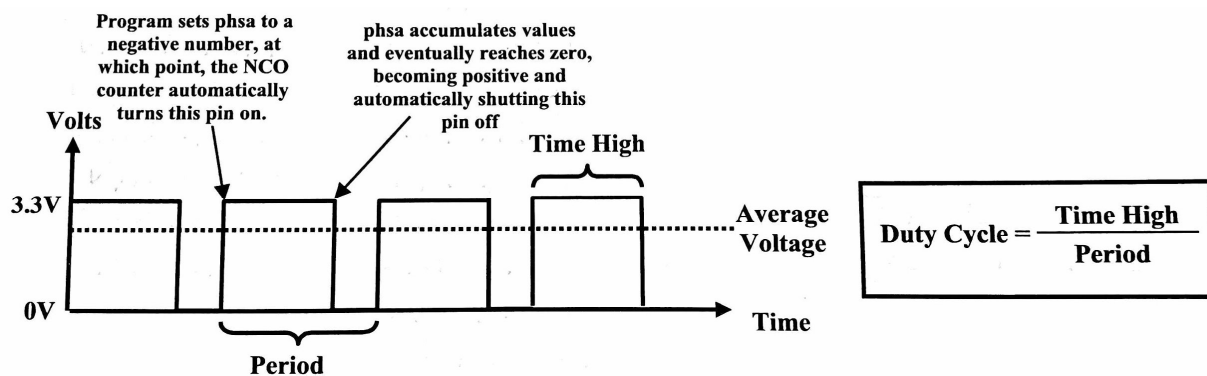 Program sets phsa to a
negative number, at
which point, the NCO
counter automatically
turns this pin on.
phsa accumulates values
and eventually reaches zero,
becoming positive and
automatically shutting this
pin off
Volts
Time High
3.3V
Average
Voltage
0V
Time
Period
Duty Cycle = Time High
Period